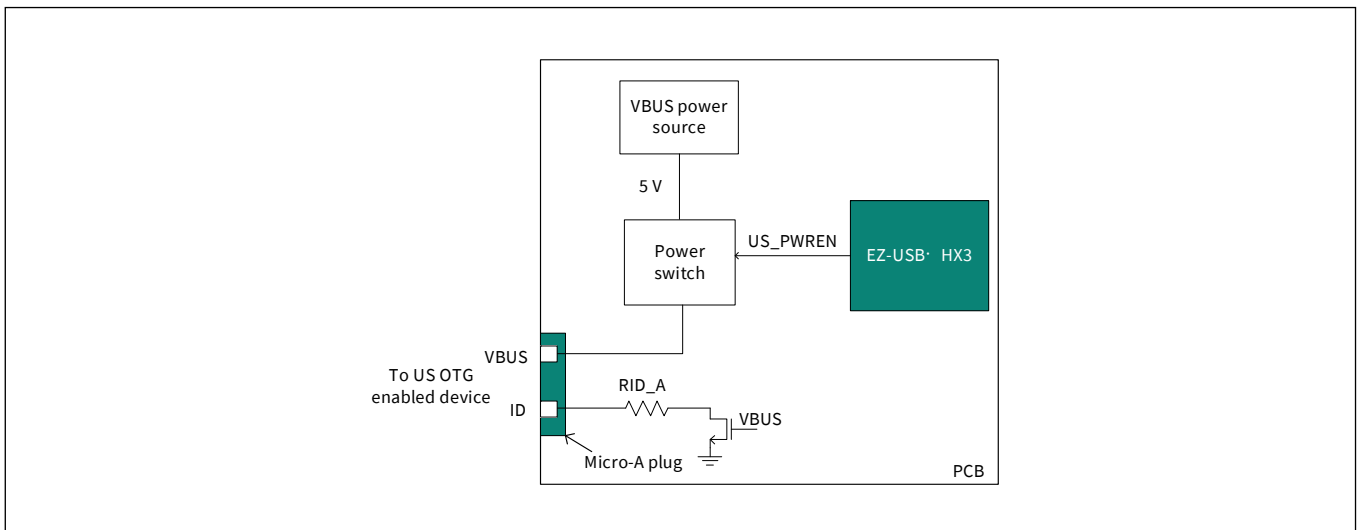 VBUS power
source
5 V
Power
switch
US_PWREN
EZ-USB· HX3
VBUS
To US OTG
enabled device
ID
RID_A
VBUS
Micro-A plug
PCB